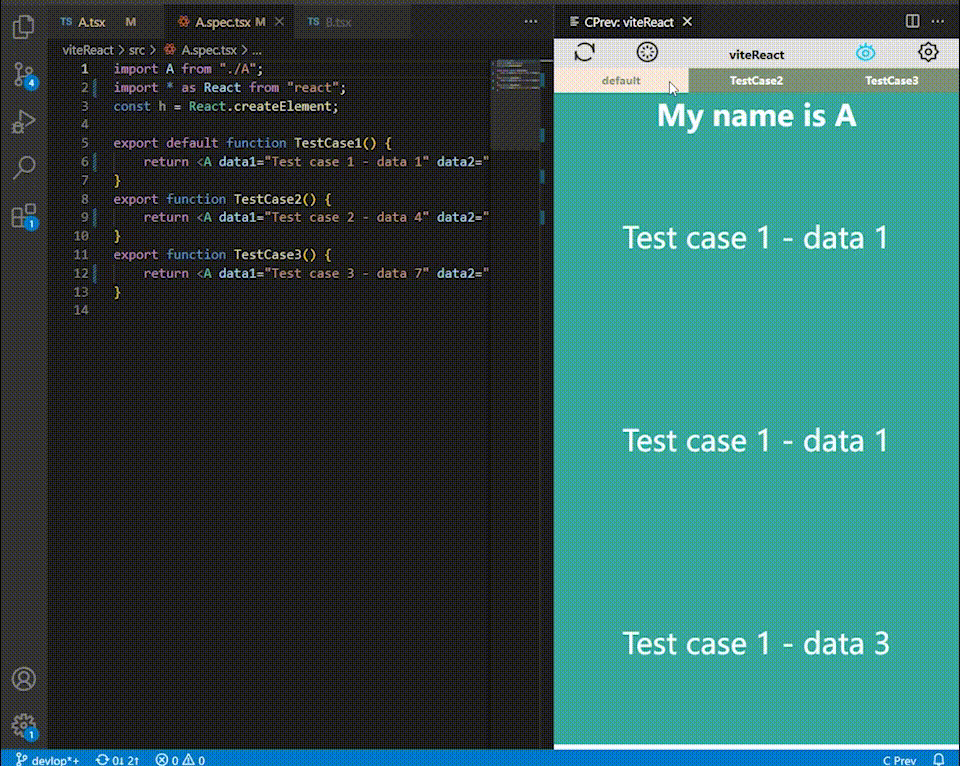 A.tsx M A.spec.tsx M B.tsx ... CPrev: viteReact ...
viteReact > src > A.spec.tsx > ...
viteReact
default TestCase2 TestCase3
1 import A from "./A";
2 import * as React from "react";
3 const h = React.createElement;
4
5 export default function TestCase1() {
6 return <A data1="Test case 1 - data 1" data2="
7 }
8 export function TestCase2() {
9 return <A data1="Test case 2 - data 4" data2="
10 }
11 export function TestCase3() {
12 return <A data1="Test case 3 - data 7" data2="
13 }
14
My name is A
Test case 1 - data 1
Test case 1 - data 1
Test case 1 - data 3
4
1
1
devlop*+ 0↓ 2↑ 0 0 C Prev